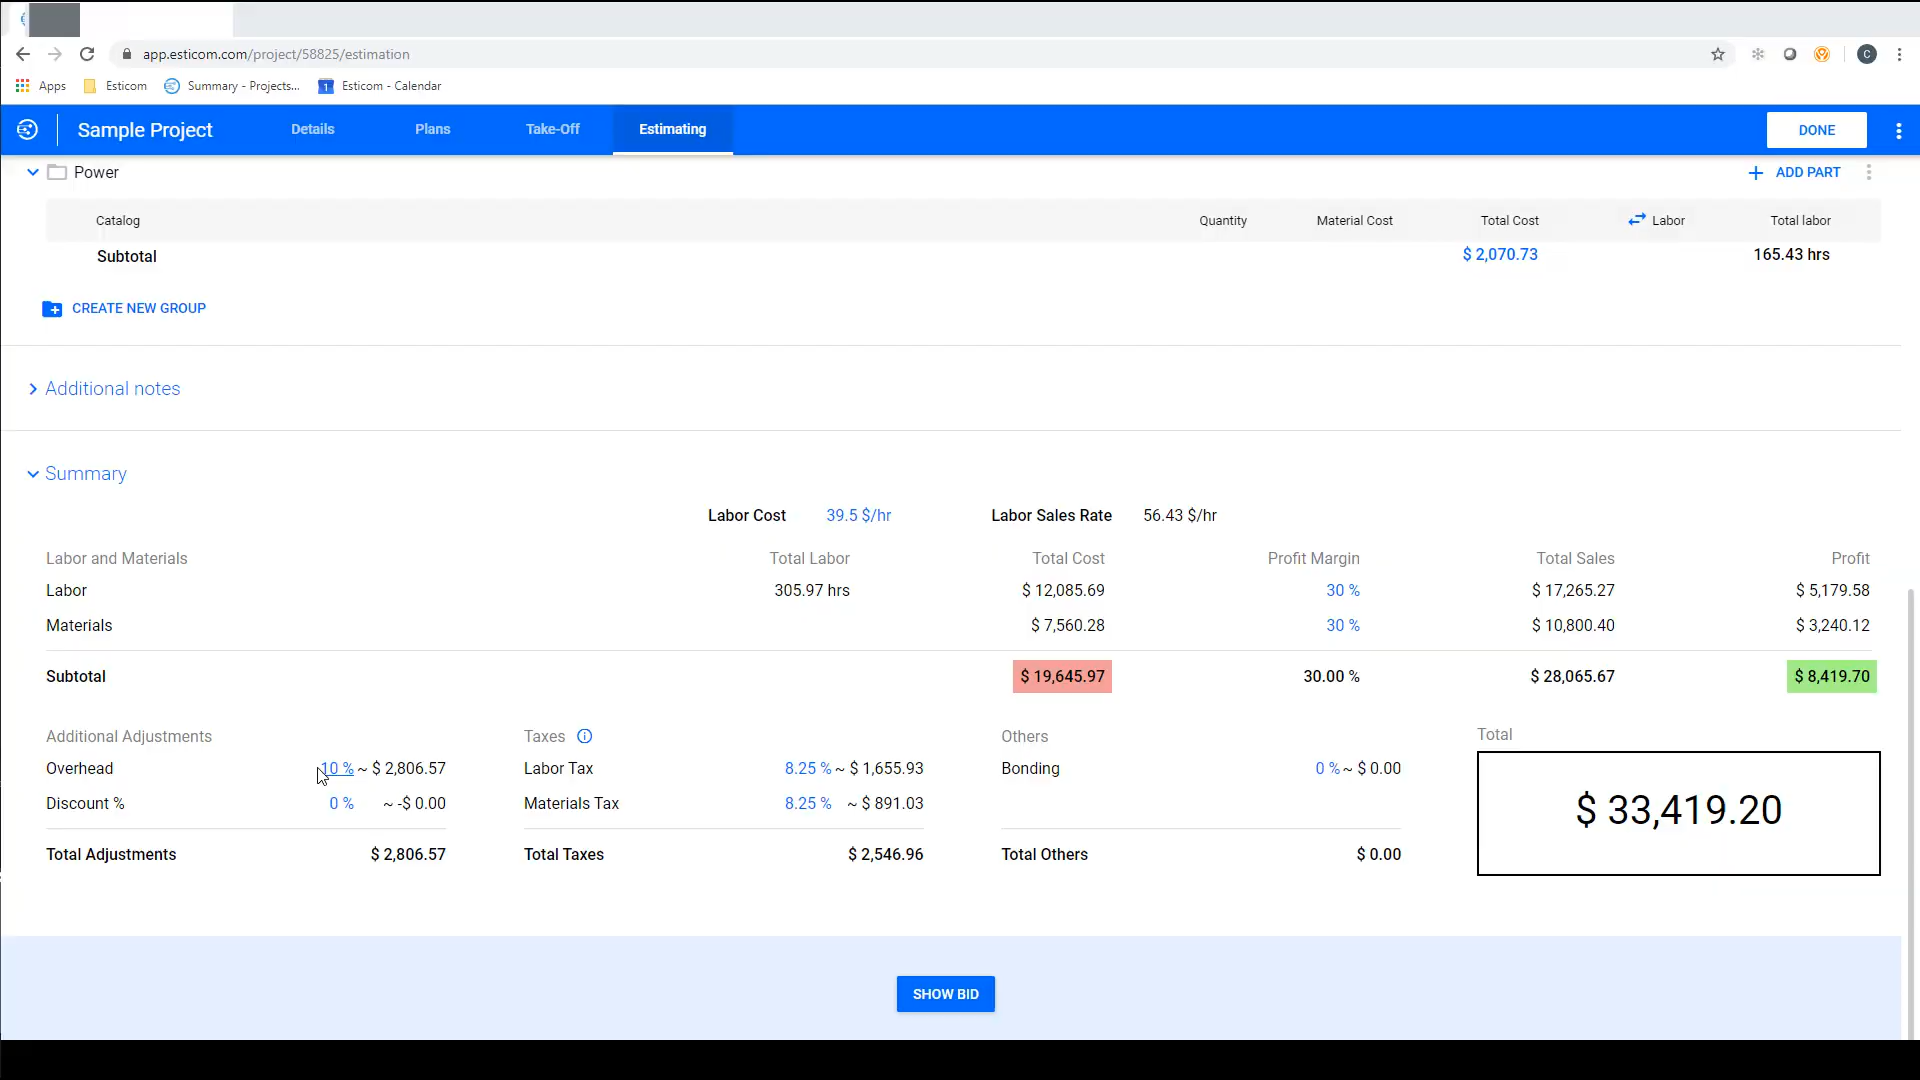 app.esticom.com/project/58825/estimation
C
Apps Esticom Summary - Projects... 1 Esticom - Calendar
Sample Project Details Plans Take-Off Estimating DONE
Power ADD PART
Catalog Quantity Material Cost Total Cost Labor Total labor
Subtotal $ 2,070.73 165.43 hrs
CREATE NEW GROUP
Additional notes
Summary
Labor Cost 39.5 $/hr Labor Sales Rate 56.43 $/hr
Labor and Materials Total Labor Total Cost Profit Margin Total Sales Profit
Labor 305.97 hrs $ 12,085.69 30 % $ 17,265.27 $ 5,179.58
Materials $ 7,560.28 30 % $ 10,800.40 $ 3,240.12
Subtotal $ 19,645.97 30.00 % $ 28,065.67 $ 8,419.70
Additional Adjustments Taxes Others Total
Overhead 10 % ~ $ 2,806.57 Labor Tax 8.25 % ~ $ 1,655.93 Bonding 0 % ~ $ 0.00
$ 33,419.20
Discount % 0 % ~ -$ 0.00 Materials Tax 8.25 % ~ $ 891.03
Total Adjustments $ 2,806.57 Total Taxes $ 2,546.96 Total Others $ 0.00
SHOW BID